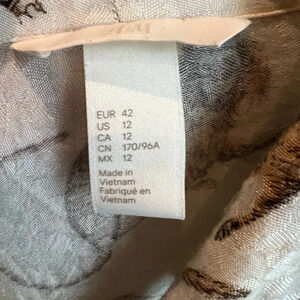 H&M
EUR 42
US 12
CA 12
CN 170/96A
MX 12
Made in
Vietnam
Fabriqué en
Vietnam